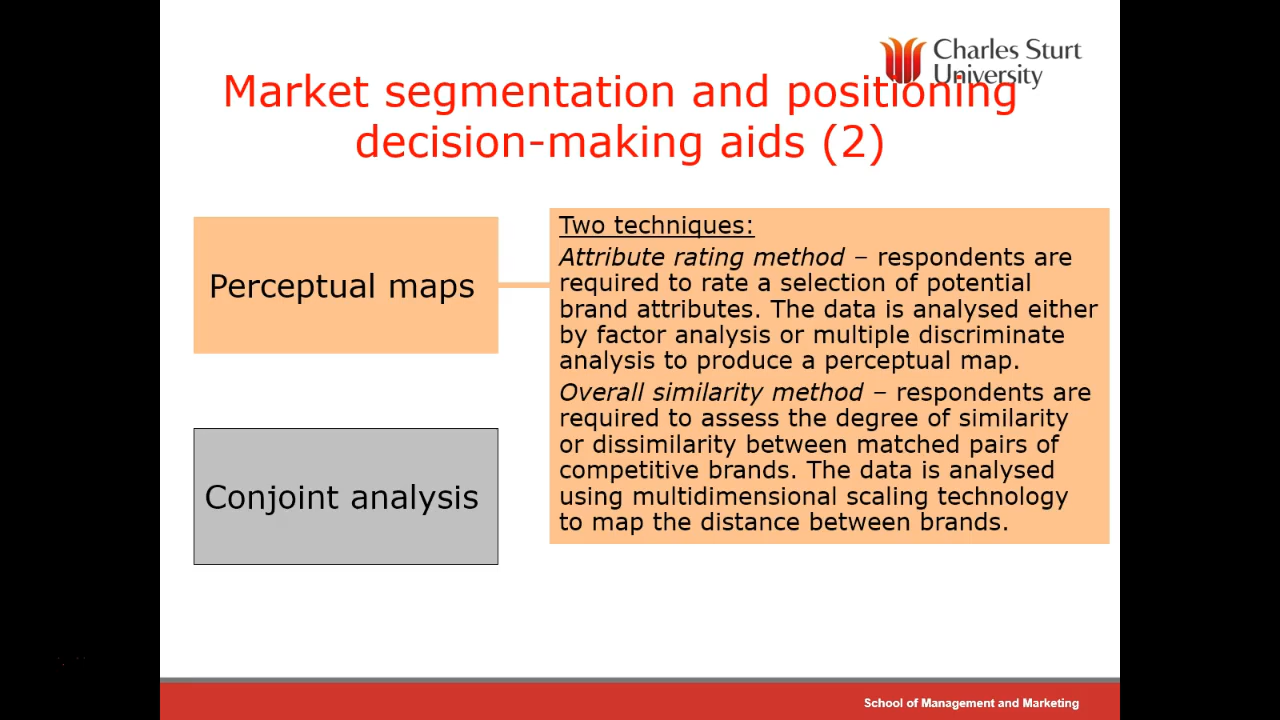 Charles Sturt
University
Market segmentation and positioning
decision-making aids (2)
Perceptual maps
Two techniques:
Attribute rating method – respondents are
required to rate a selection of potential
brand attributes. The data is analysed either
by factor analysis or multiple discriminate
analysis to produce a perceptual map.
Overall similarity method – respondents are
required to assess the degree of similarity
or dissimilarity between matched pairs of
competitive brands. The data is analysed
using multidimensional scaling technology
to map the distance between brands.
Conjoint analysis
School of Management and Marketing